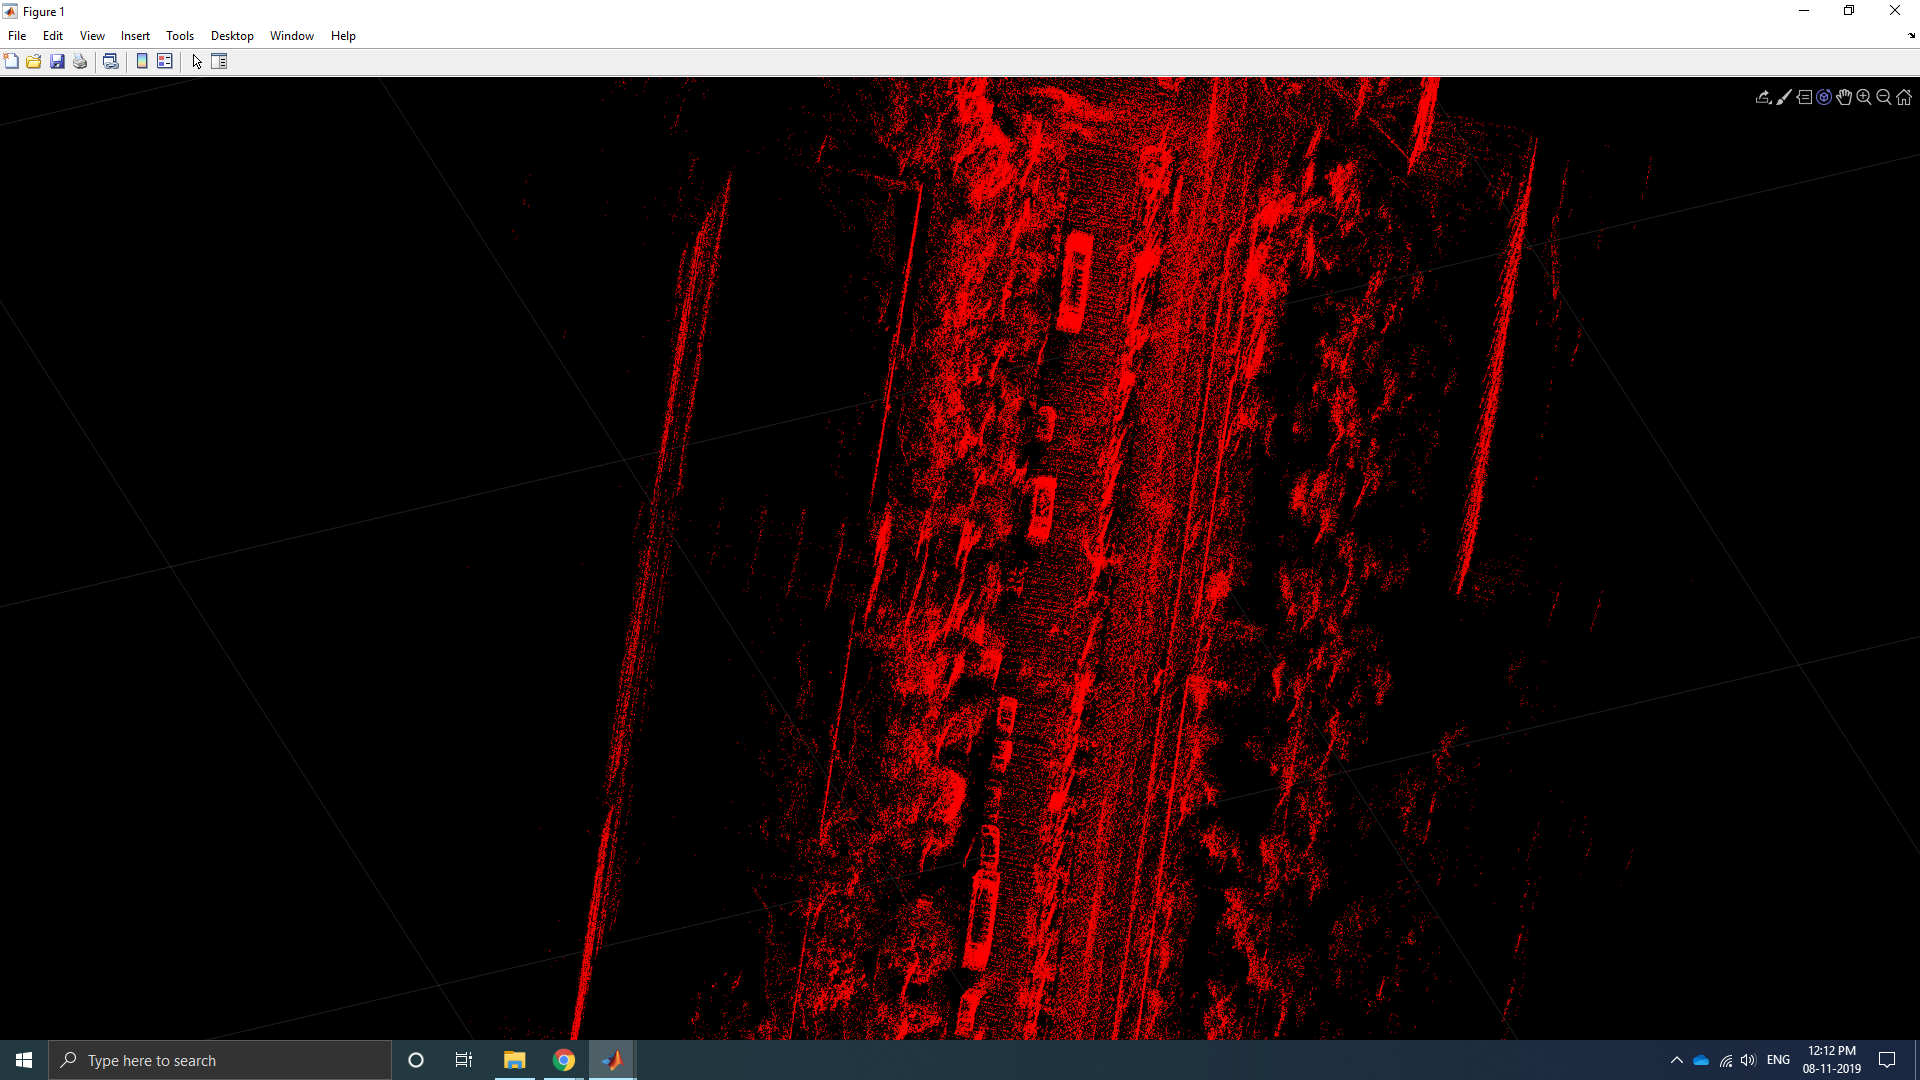 Figure 1
File Edit View Insert Tools Desktop Window Help
Type here to search
ENG
12:12 PM
08-11-2019